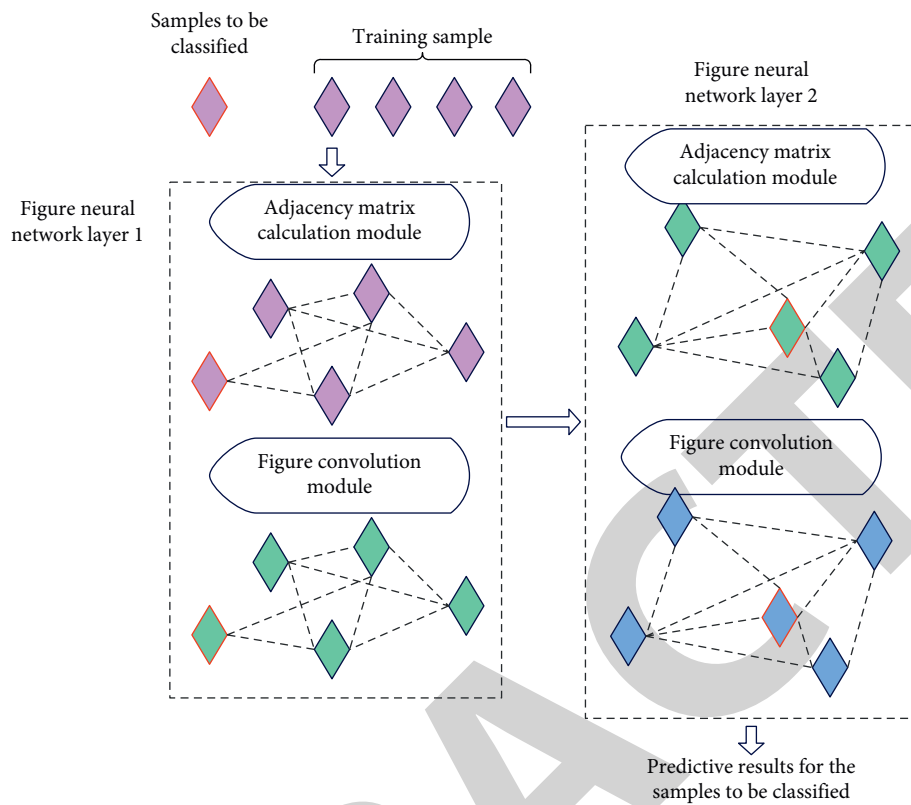 Samples to be
classified
Training sample
Figure neural
network layer 2
Adjacency matrix
calculation module
Figure neural
network layer 1
Adjacency matrix
calculation module
Figure convolution
module
Figure convolution
module
Predictive results for the
samples to be classified